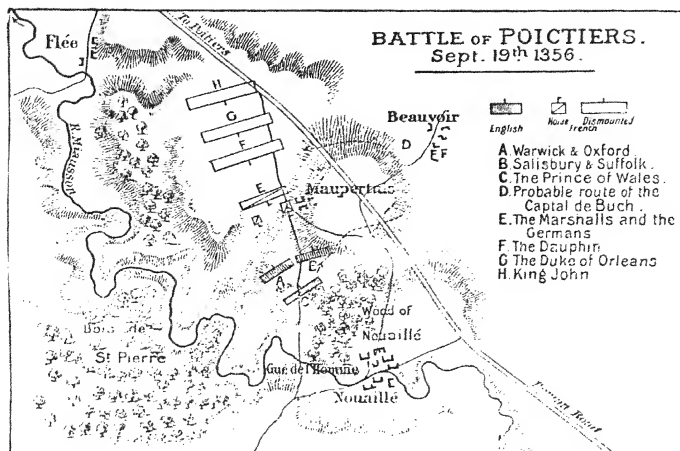 BATTLE OF POICTIERS.
Sept. 19th 1356.
English
Horse
Dismounted
French
A. Warwick & Oxford.
B. Salisbury & Suffolk.
C. The Prince of Wales.
D. Probable route of the
Captal de Buch.
E. The Marshalls and the
Germans
F. The Dauphin
G. The Duke of Orleans
H. King John
Flée
To Poitiers
R. Miausson
H
G
F
E
Beauvoir
D
Maupertuis
A
C
Wood of
Nouaillé
Bois de
St Pierre
Gué de l'Homme
Nouaillé
Roman Road